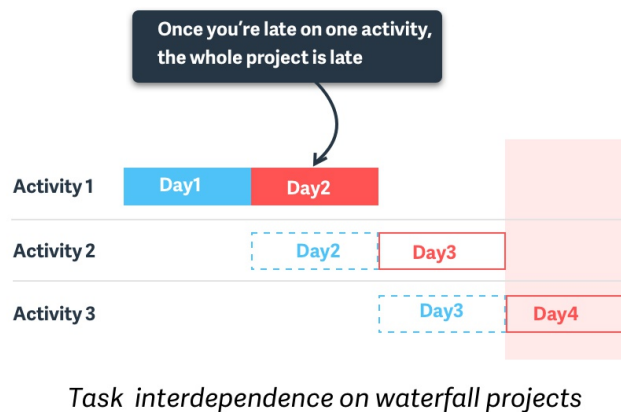 Once you're late on one activity,
the whole project is late
Activity 1 Day1 Day2
Activity 2 Day2 Day3
Activity 3 Day3 Day4
Task interdependence on waterfall projects